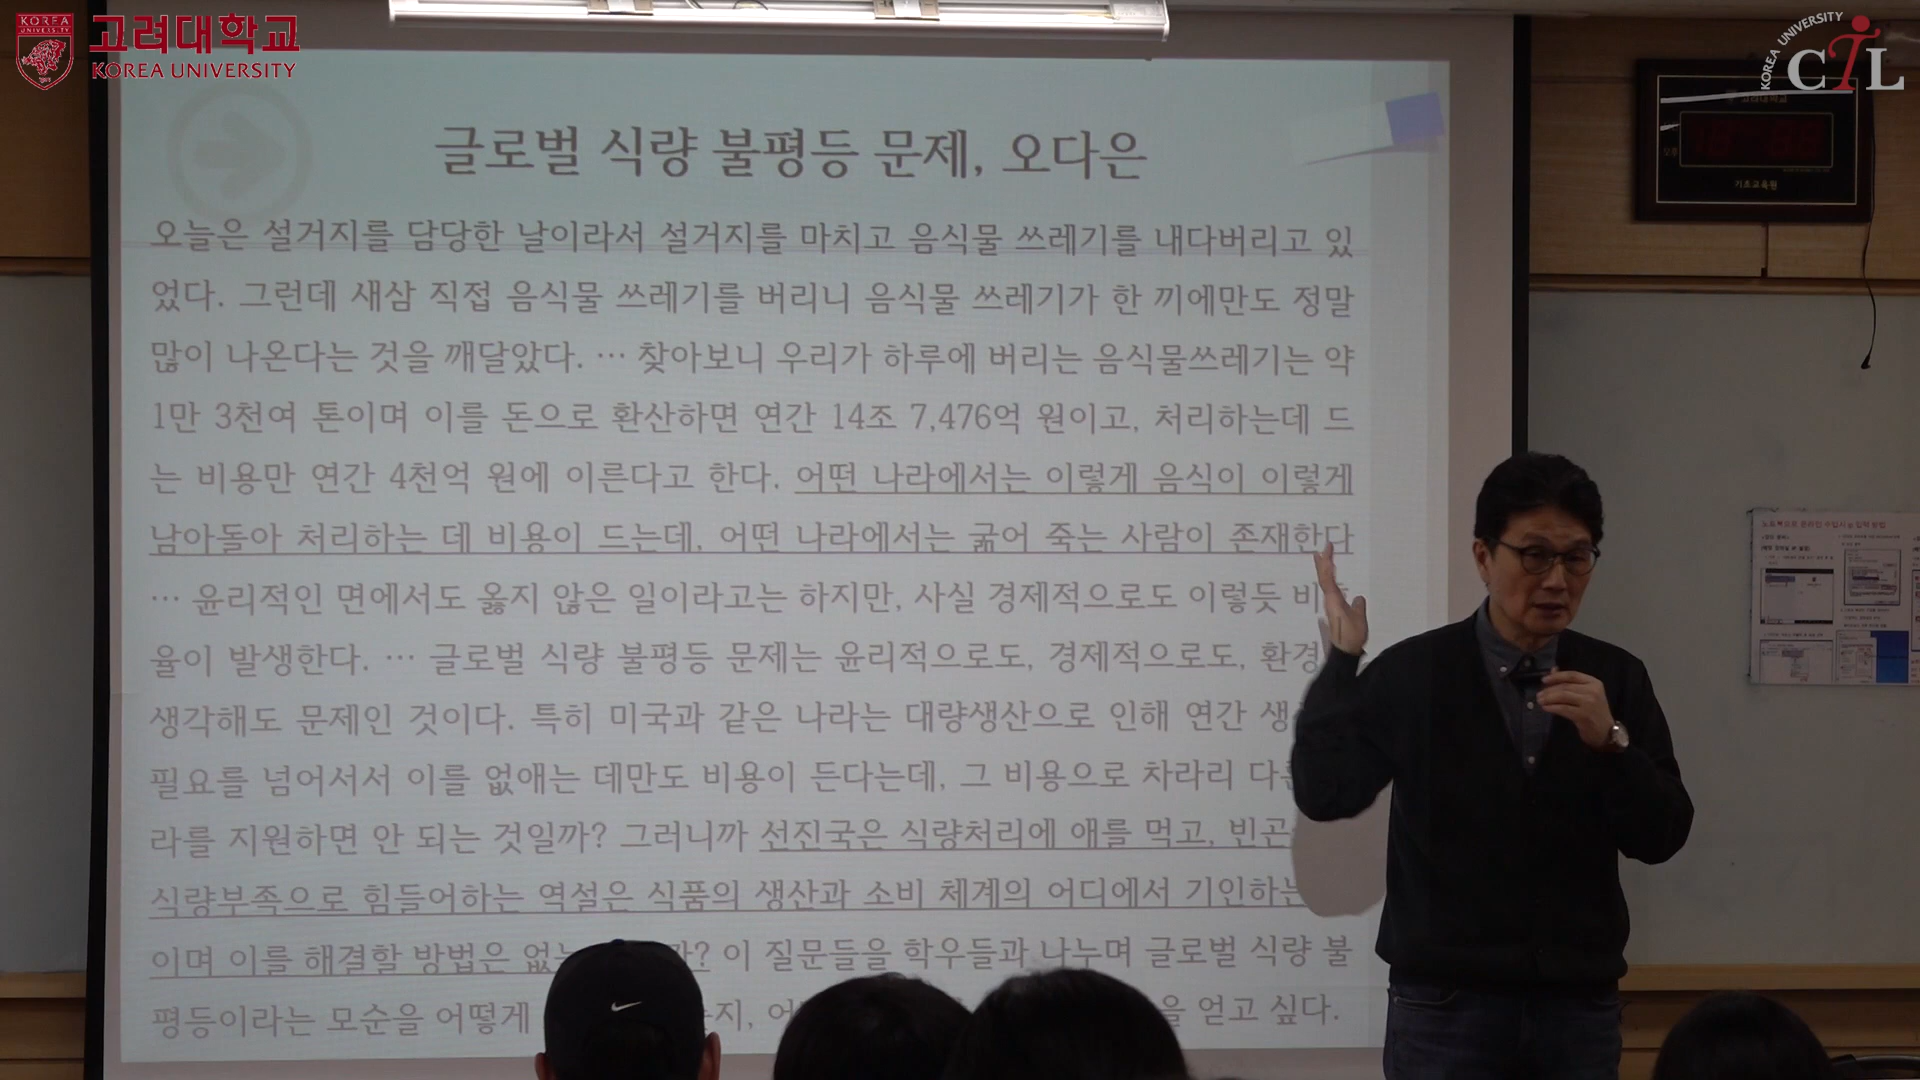 KOREA UNIVERSITY
고려대학교
KOREA UNIVERSITY
KOREA UNIVERSITY
CTL
고려대학교
오후
기초교육원
글로벌 식량 불평등 문제, 오다은
오늘은 설거지를 담당한 날이라서 설거지를 마치고 음식물 쓰레기를 내다버리고 있
었다. 그런데 새삼 직접 음식물 쓰레기를 버리니 음식물 쓰레기가 한 끼에만도 정말
많이 나온다는 것을 깨달았다. … 찾아보니 우리가 하루에 버리는 음식물쓰레기는 약
1만 3천여 톤이며 이를 돈으로 환산하면 연간 14조 7,476억 원이고, 처리하는데 드
는 비용만 연간 4천억 원에 이른다고 한다. 어떤 나라에서는 이렇게 음식이 이렇게
남아돌아 처리하는 데 비용이 드는데, 어떤 나라에서는 굶어 죽는 사람이 존재한다
… 윤리적인 면에서도 옳지 않은 일이라고는 하지만, 사실 경제적으로도 이렇듯 비
율이 발생한다. … 글로벌 식량 불평등 문제는 윤리적으로도, 경제적으로도, 환경
생각해도 문제인 것이다. 특히 미국과 같은 나라는 대량생산으로 인해 연간 생
필요를 넘어서서 이를 없애는 데만도 비용이 든다는데, 그 비용으로 차라리 다
라를 지원하면 안 되는 것일까? 그러니까 선진국은 식량처리에 애를 먹고, 빈곤
식량부족으로 힘들어하는 역설은 식품의 생산과 소비 체계의 어디에서 기인하는
이며 이를 해결할 방법은 없 까? 이 질문들을 학우들과 나누며 글로벌 식량 불
평등이라는 모순을 어떻게 지, 을 얻고 싶다.